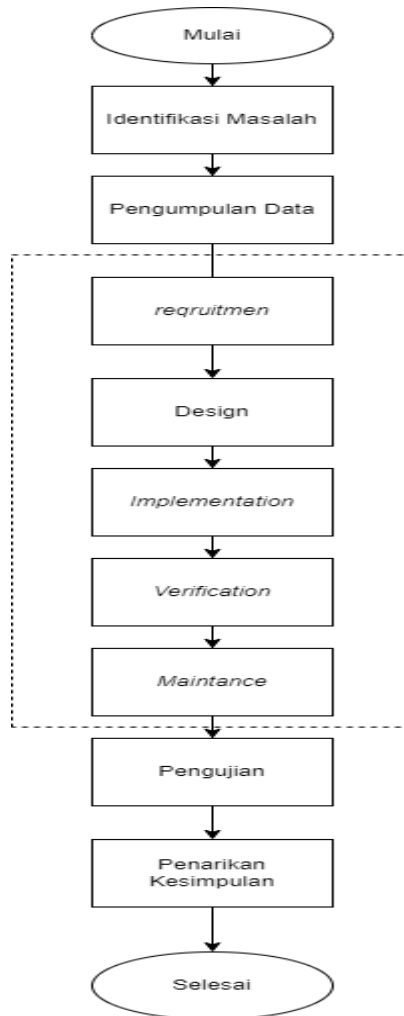 Mulai
Identifikasi Masalah
Pengumpulan Data
reqruitmen
Design
Implementation
Verification
Maintance
Pengujian
Penarikan
Kesimpulan
Selesai